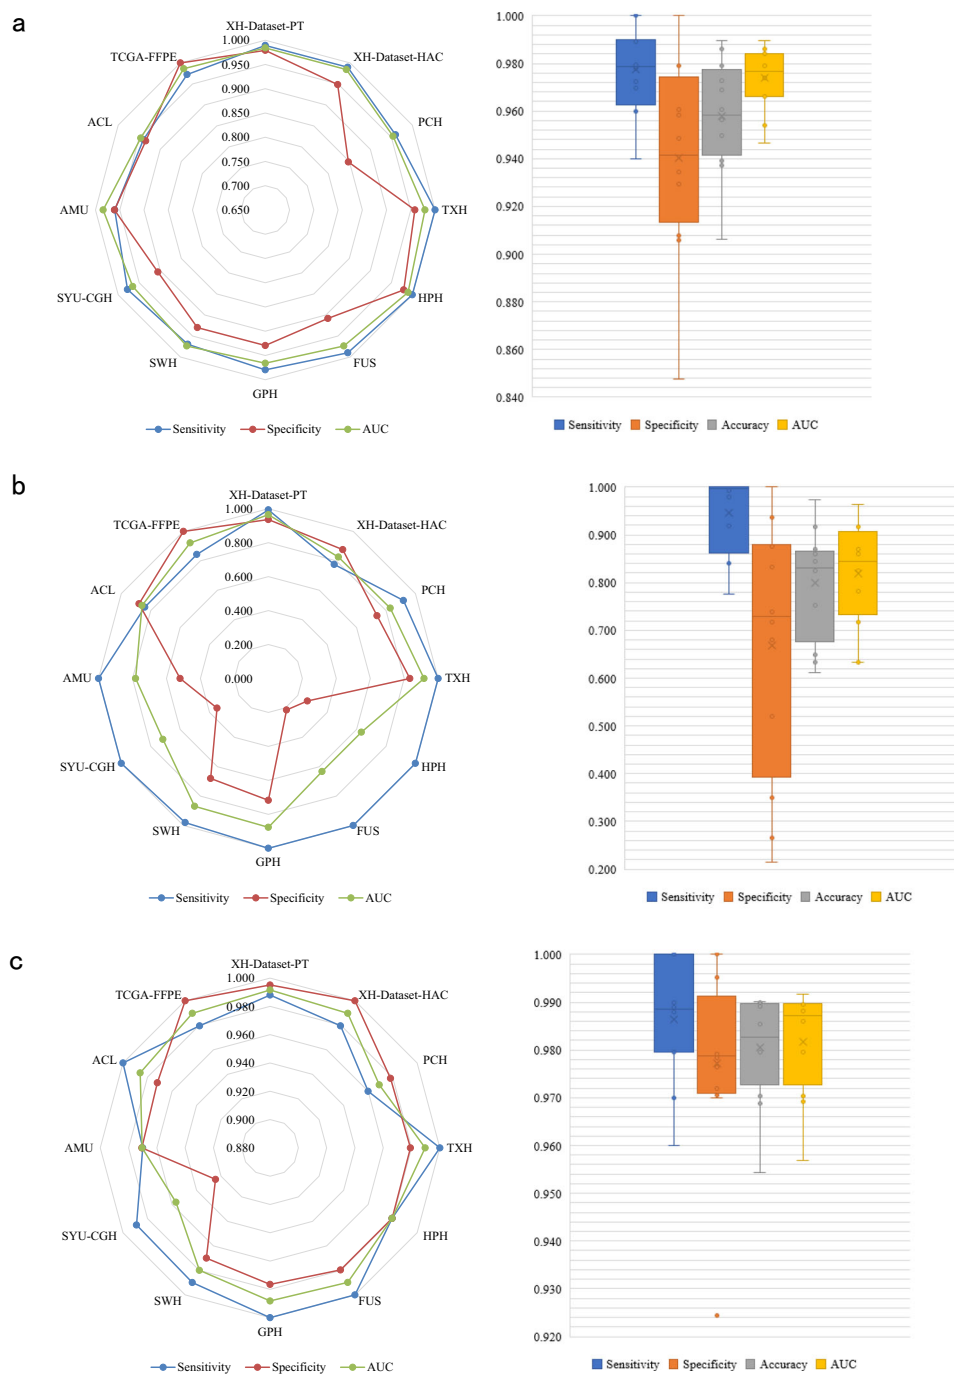 a
XH-Dataset-PT
1.000
TCGA-FFPE
XH-Dataset-HAC
0.950
0.900
0.850
ACL
PCH
0.800
0.750
0.700
AMU
0.650
TXH
SYU-CGH
HPH
SWH
FUS
GPH
Sensitivity Specificity AUC
1.000
0.980
0.960
0.940
0.920
0.900
0.880
0.860
0.840
Sensitivity Specificity Accuracy AUC
b
XH-Dataset-PT
1.000
TCGA-FFPE
XH-Dataset-HAC
0.800
0.600
ACL
PCH
0.400
0.200
AMU
0.000
TXH
SYU-CGH
HPH
SWH
FUS
GPH
Sensitivity Specificity AUC
1.000
0.900
0.800
0.700
0.600
0.500
0.400
0.300
0.200
Sensitivity Specificity Accuracy AUC
c
XH-Dataset-PT
1.000
TCGA-FFPE
XH-Dataset-HAC
0.980
0.960
ACL
PCH
0.940
0.920
0.900
AMU
0.880
TXH
SYU-CGH
HPH
SWH
FUS
GPH
Sensitivity Specificity AUC
1.000
0.990
0.980
0.970
0.960
0.950
0.940
0.930
0.920
Sensitivity Specificity Accuracy AUC